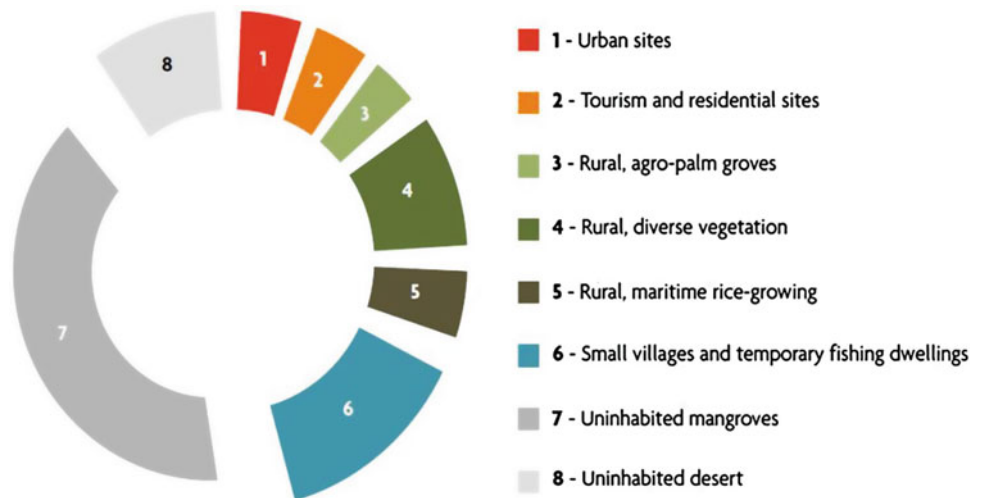 1
2
3
4
5
6
7
8
1 - Urban sites
2 - Tourism and residential sites
3 - Rural, agro-palm groves
4 - Rural, diverse vegetation
5 - Rural, maritime rice-growing
6 - Small villages and temporary fishing dwellings
7 - Uninhabited mangroves
8 - Uninhabited desert